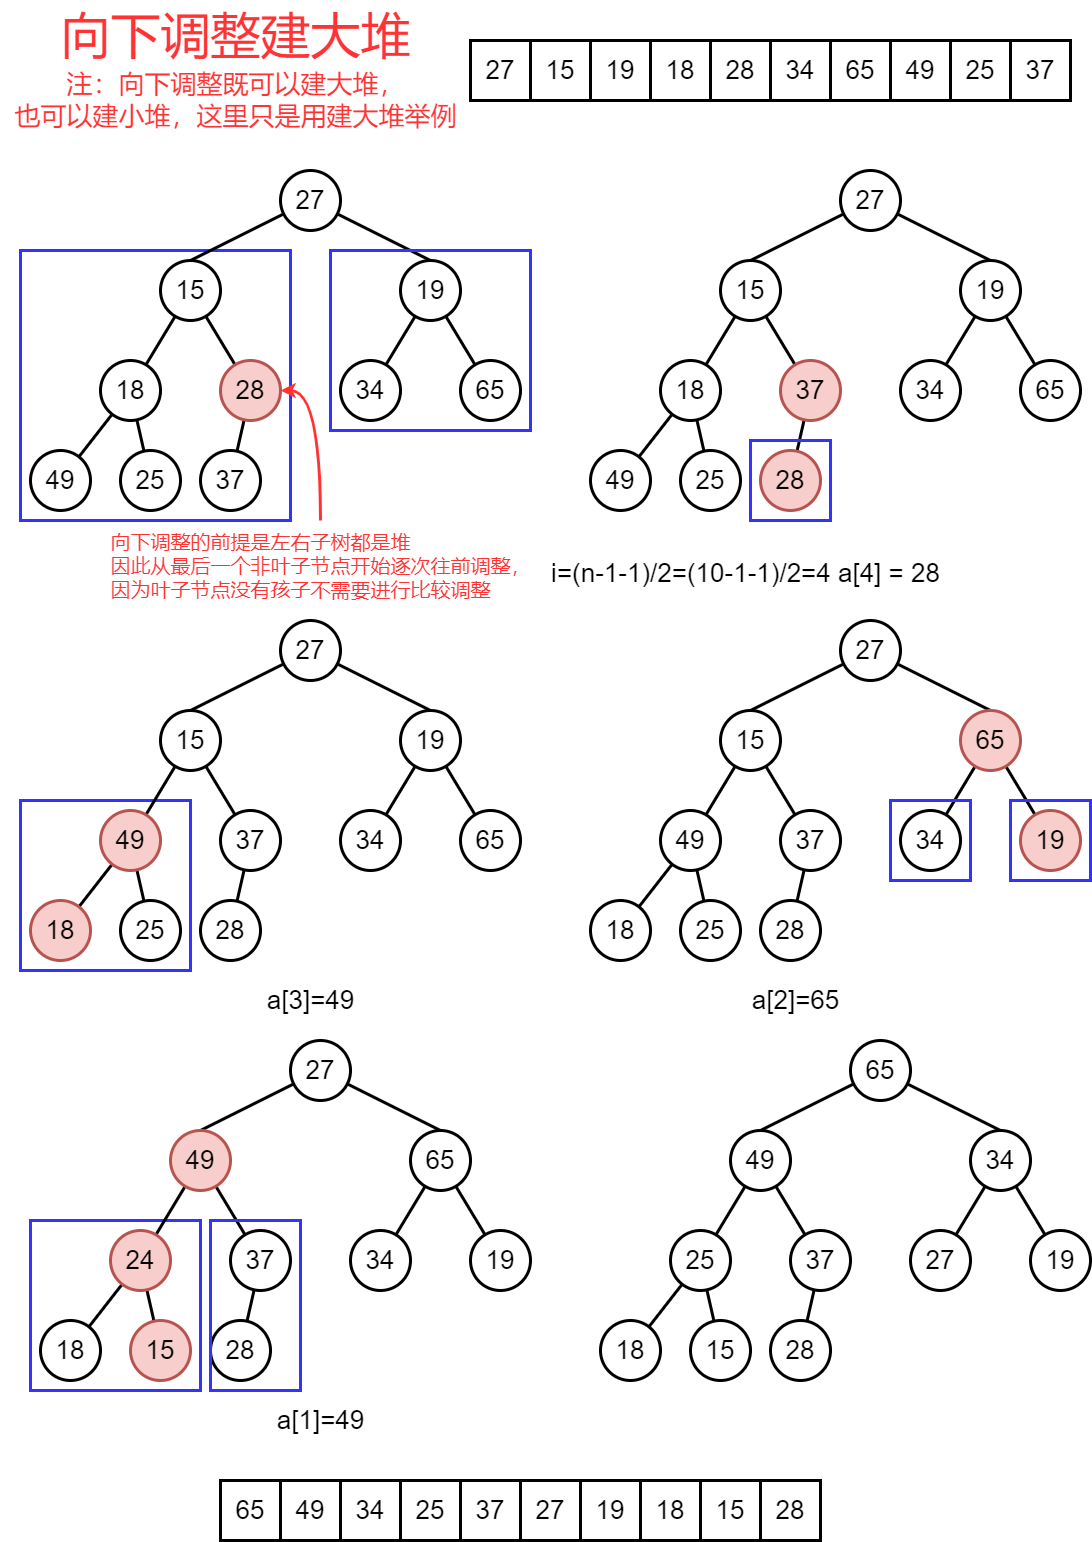 向下调整建大堆
注：向下调整既可以建大堆，
也可以建小堆，这里只是用建大堆举例
27 15 19 18 28 34 65 49 25 37
27
15 19
18 28 34 65
49 25 37
向下调整的前提是左右子树都是堆
因此从最后一个非叶子节点开始逐次往前调整，
因为叶子节点没有孩子不需要进行比较调整
27
15 19
18 37 34 65
49 25 28
i=(n-1-1)/2=(10-1-1)/2=4 a[4] = 28
27
15 19
49 37 34 65
18 25 28
a[3]=49
27
15 65
49 37 34 19
18 25 28
a[2]=65
27
49 65
24 37 34 19
18 15 28
a[1]=49
65
49 34
25 37 27 19
18 15 28
65 49 34 25 37 27 19 18 15 28